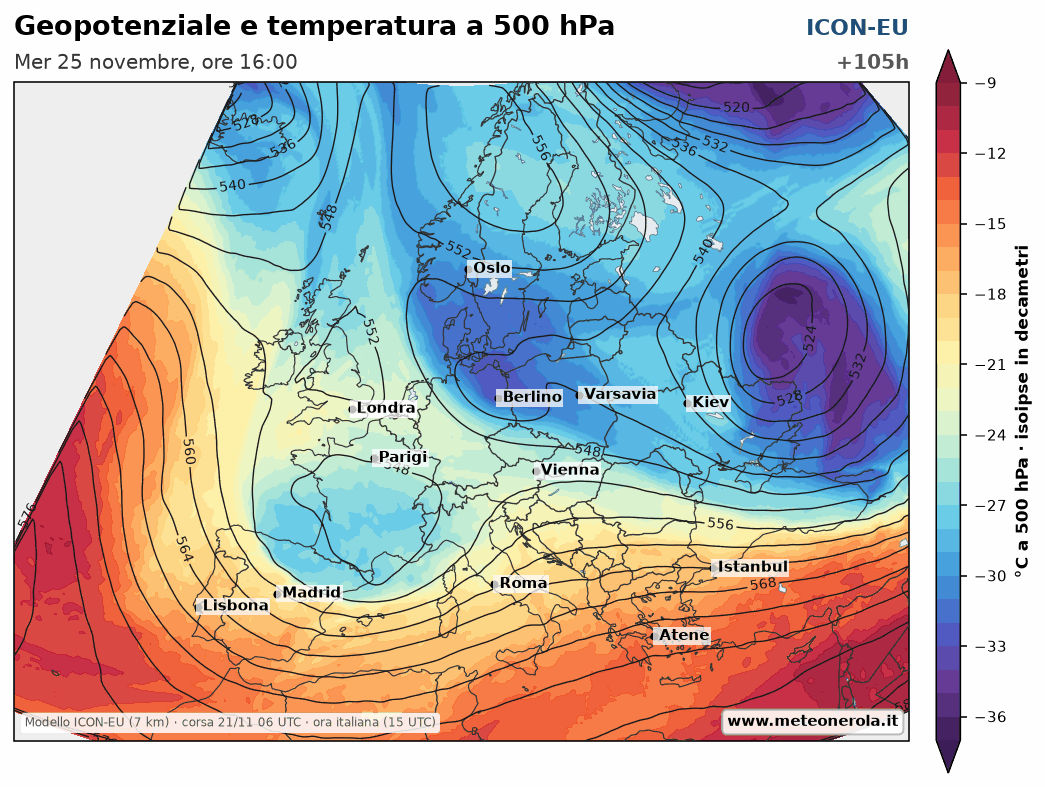 Geopotenziale e temperatura a 500 hPa
ICON-EU
Mer 25 novembre, ore 16:00
+105h
520
528
536
532
536
540
556
548
552
540
Oslo
552
524
532
528
Berlino
Varsavia
Kiev
Londra
560
548
Parigi
548
Vienna
576
556
564
Istanbul
568
Roma
Madrid
Lisbona
Atene
Modello ICON-EU (7 km) · corsa 21/11 06 UTC · ora italiana (15 UTC)
www.meteonerola.it
−9
−12
−15
−18
−21
−24
−27
−30
−33
−36
°C a 500 hPa · isoipse in decametri